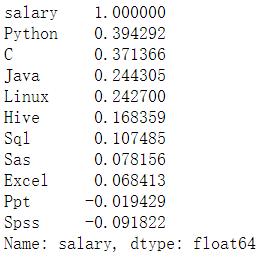 salary    1.000000
Python    0.394292
C         0.371366
Java      0.244305
Linux     0.242700
Hive      0.168359
Sql       0.107485
Sas       0.078156
Excel     0.068413
Ppt      -0.019429
Spss     -0.091822
Name: salary, dtype: float64